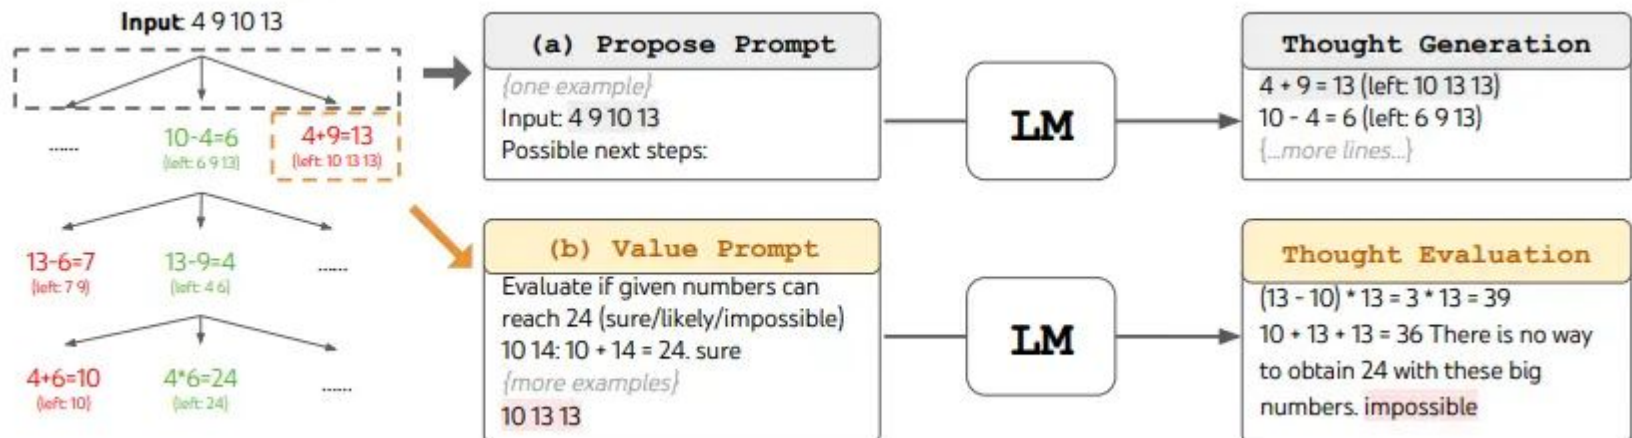 Input: 4 9 10 13
......
10-4=6
(left: 6 9 13)
4+9=13
(left: 10 13 13)
13-6=7
(left: 7 9)
13-9=4
(left: 4 6)
......
4+6=10
(left: 10)
4*6=24
(left: 24)
......
(a) Propose Prompt
{one example}
Input: 4 9 10 13
Possible next steps:
LM
Thought Generation
4 + 9 = 13 (left: 10 13 13)
10 - 4 = 6 (left: 6 9 13)
{...more lines...}
(b) Value Prompt
Evaluate if given numbers can
reach 24 (sure/likely/impossible)
10 14: 10 + 14 = 24. sure
{more examples}
10 13 13
LM
Thought Evaluation
(13 - 10) * 13 = 3 * 13 = 39
10 + 13 + 13 = 36 There is no way
to obtain 24 with these big
numbers. impossible